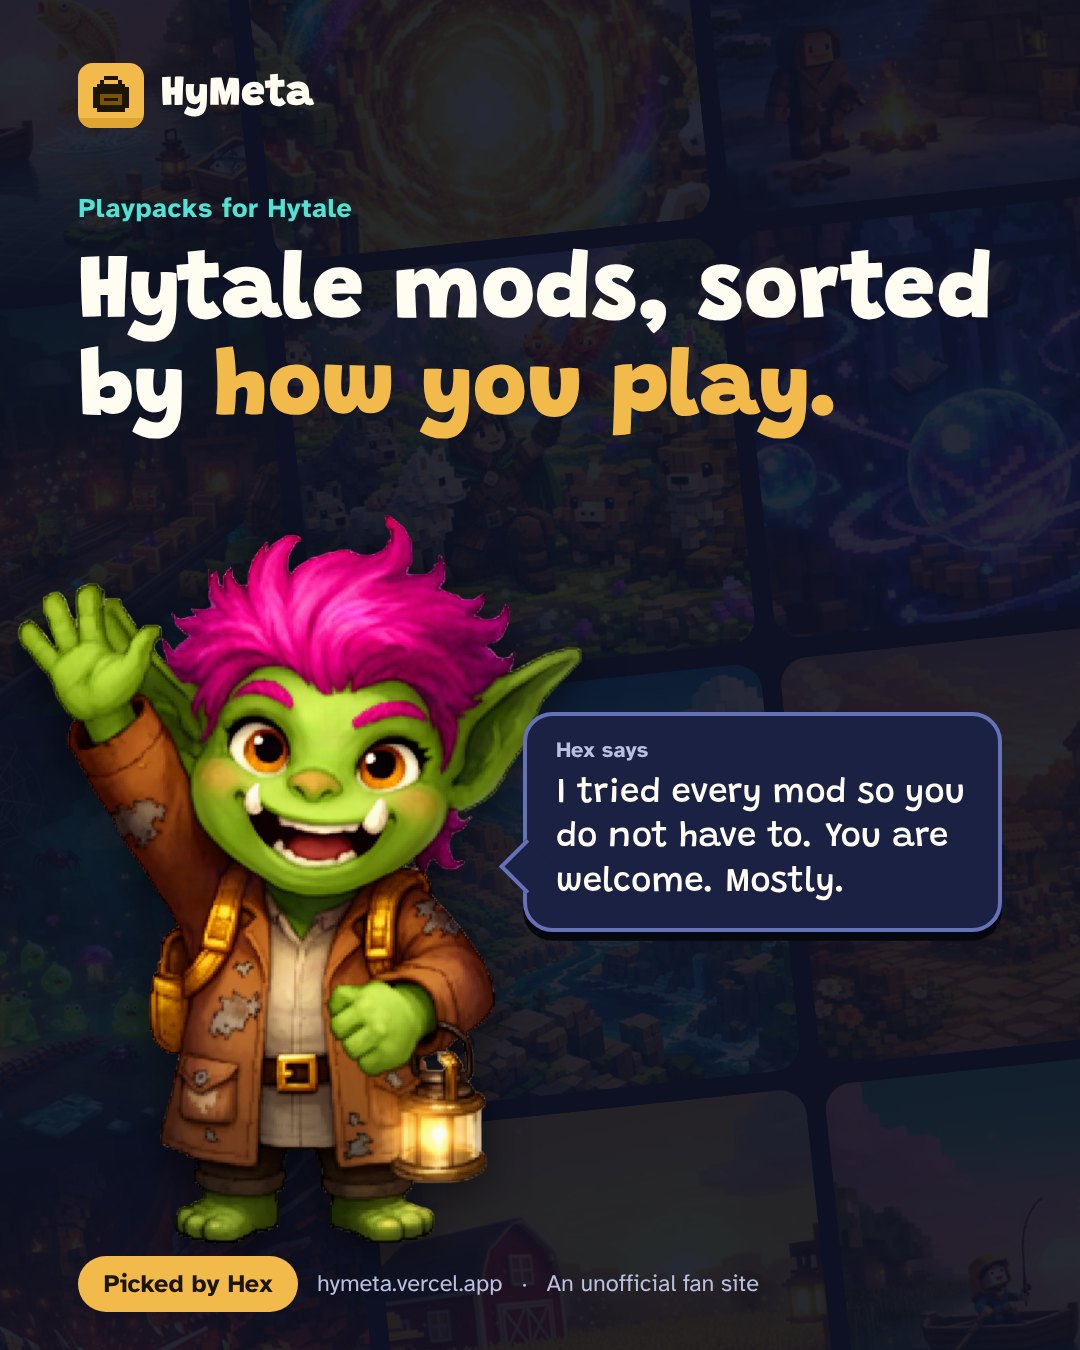 HyMeta
Playpacks for Hytale
Hytale mods, sorted
by how you play.
Hex says
I tried every mod so you
do not have to. You are
welcome. Mostly.
Picked by Hex
hymeta.vercel.app · An unofficial fan site